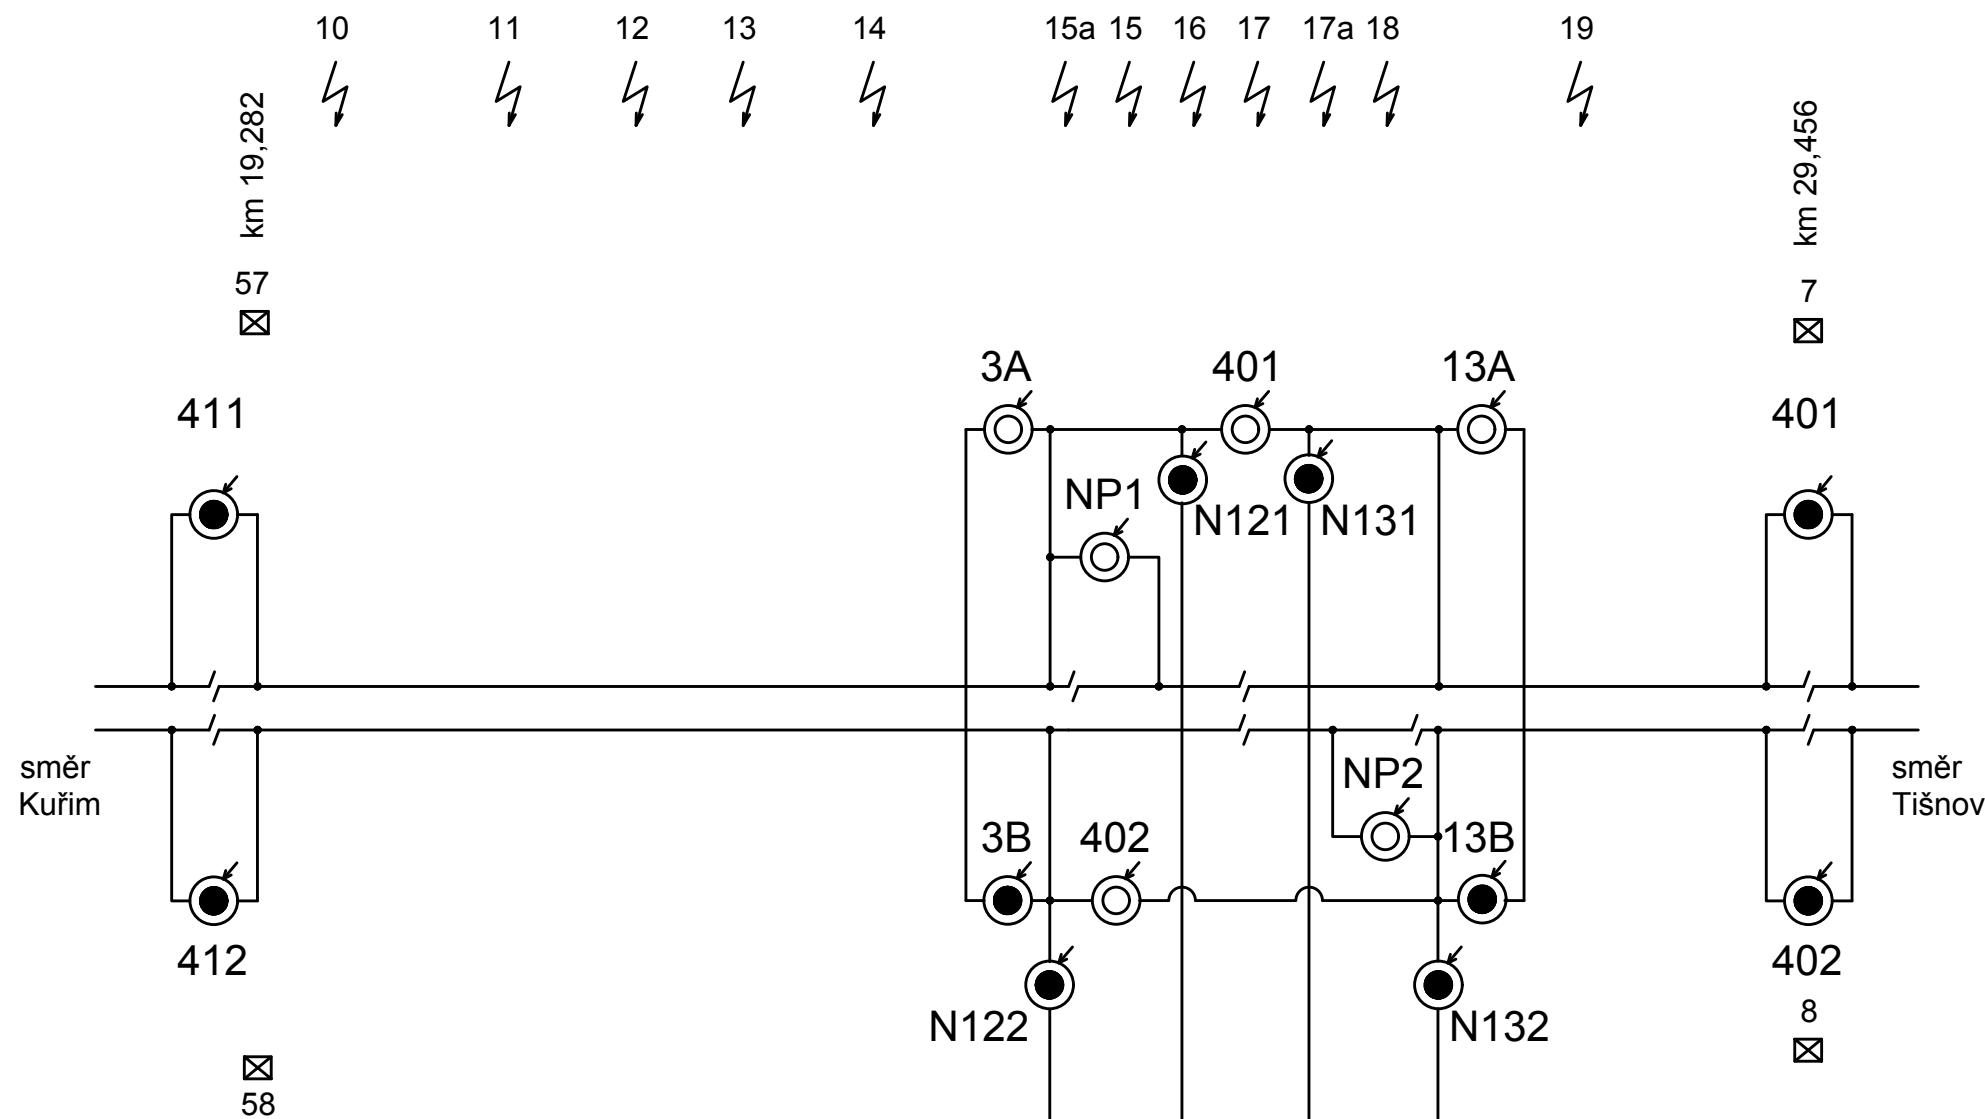 10 11 12 13 14 15a 15 16 17 17a 18 19
km 19,282
km 29,456
57
7
3A 401 13A
411
401
NP1
N121 N131
směr
Kuřim
NP2
směr
Tišnov
3B 402 13B
412
402
N122
N132
8
58